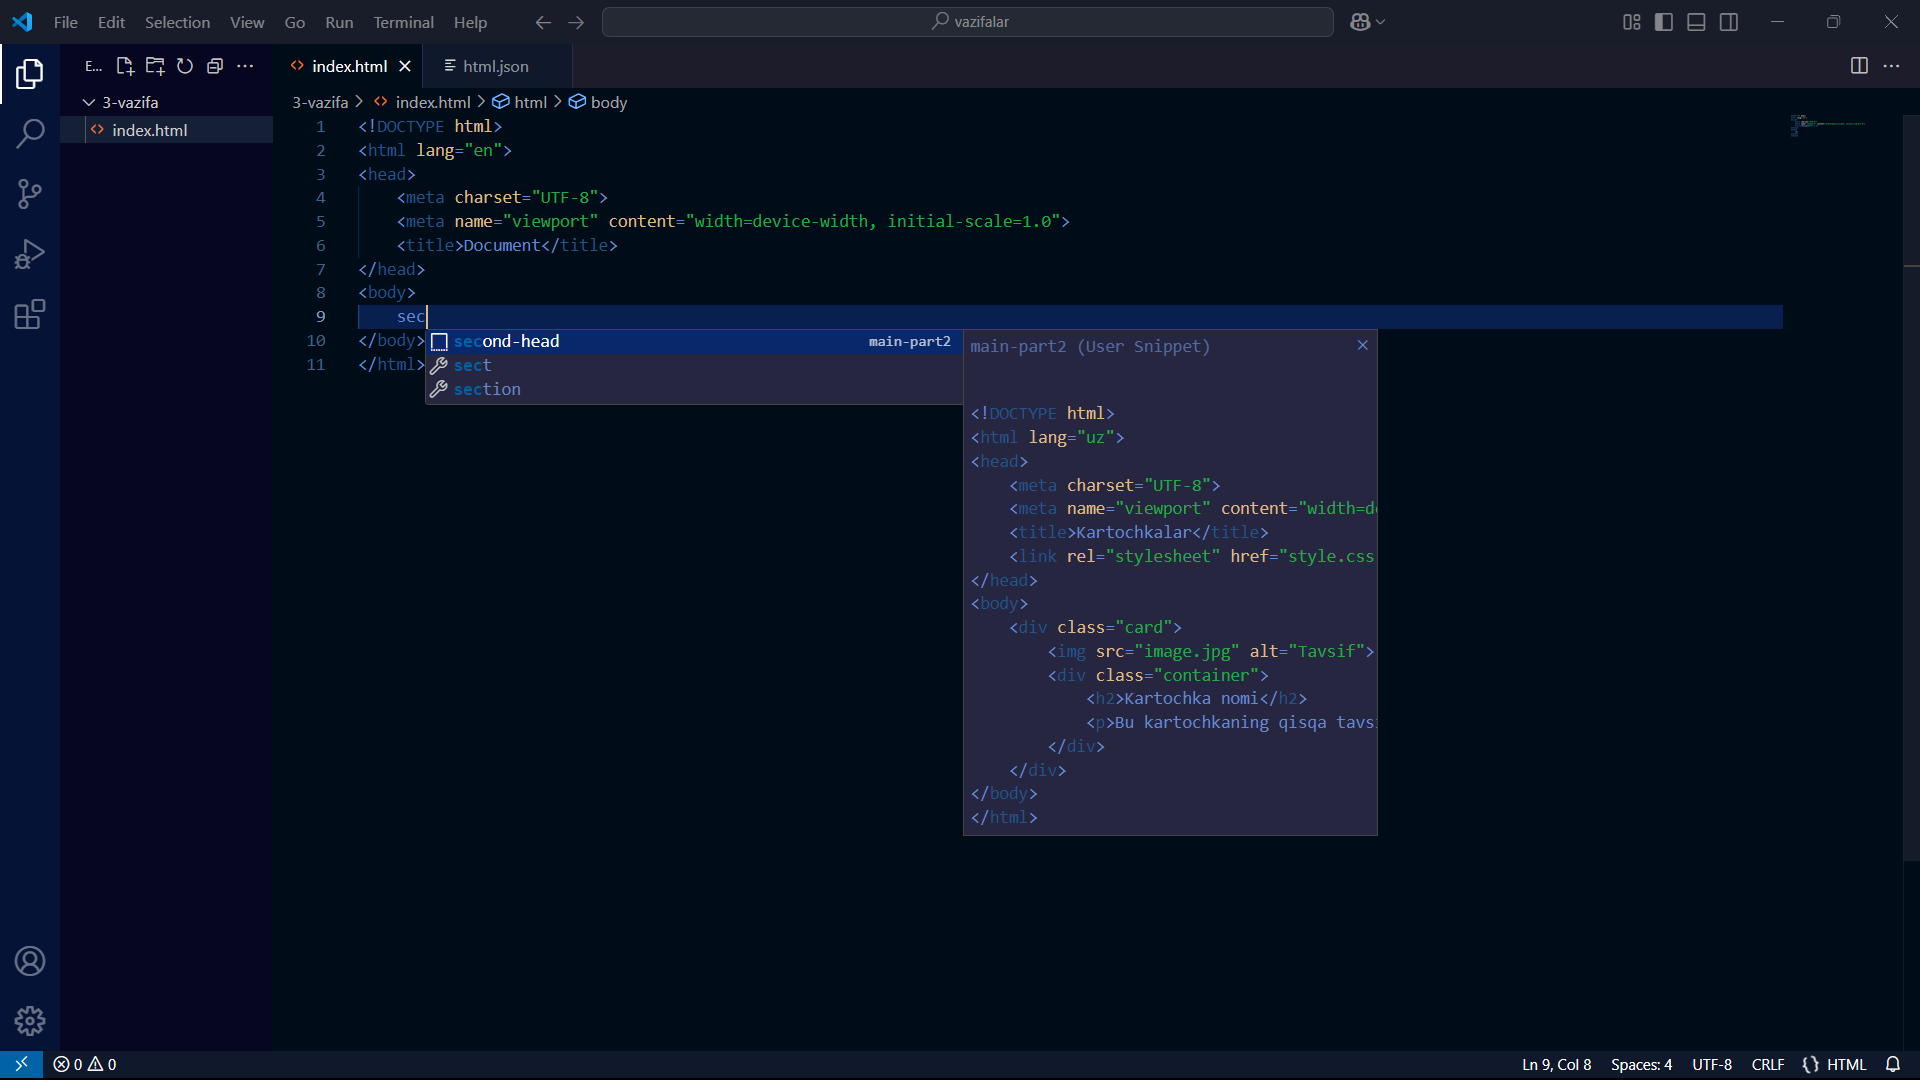 File Edit Selection View Go Run Terminal Help vazifalar
E... index.html html.json
3-vazifa
index.html
3-vazifa > index.html > html > body
1 <!DOCTYPE html>
2 <html lang="en">
3 <head>
4 <meta charset="UTF-8">
5 <meta name="viewport" content="width=device-width, initial-scale=1.0">
6 <title>Document</title>
7 </head>
8 <body>
9 sec
10 </body>
11 </html>
second-head main-part2
sect
section
main-part2 (User Snippet)
<!DOCTYPE html>
<html lang="uz">
<head>
<meta charset="UTF-8">
<meta name="viewport" content="width=d
<title>Kartochkalar</title>
<link rel="stylesheet" href="style.css
</head>
<body>
<div class="card">
<img src="image.jpg" alt="Tavsif">
<div class="container">
<h2>Kartochka nomi</h2>
<p>Bu kartochkaning qisqa tavs
</div>
</div>
</body>
</html>
0 0 Ln 9, Col 8 Spaces: 4 UTF-8 CRLF {} HTML